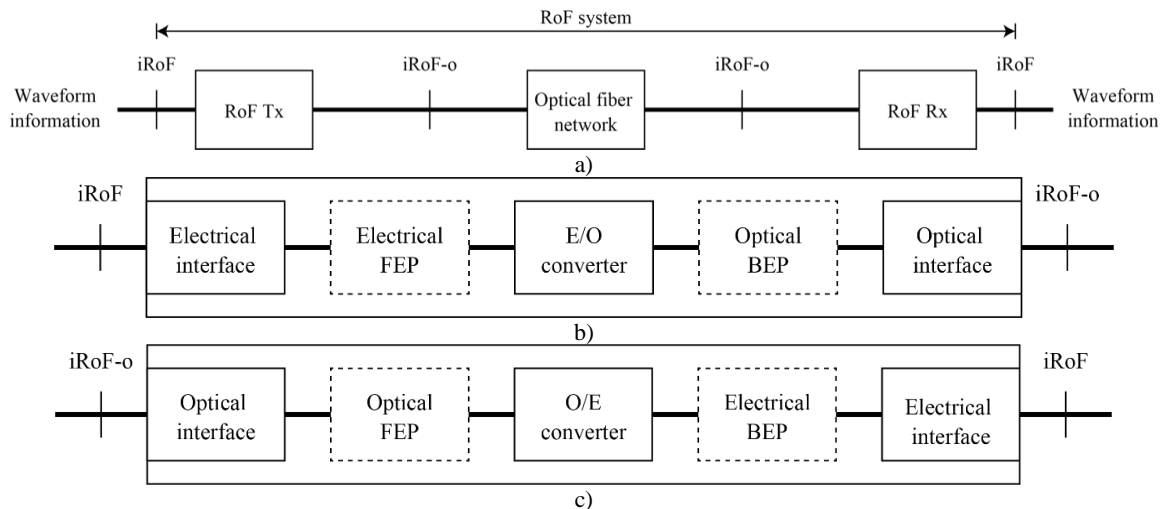 RoF system
iRoF iRoF-o iRoF-o iRoF
Waveform information RoF Tx Optical fiber network RoF Rx Waveform information
a)
iRoF iRoF-o
Electrical interface Electrical FEP E/O converter Optical BEP Optical interface
b)
iRoF-o iRoF
Optical interface Optical FEP O/E converter Electrical BEP Electrical interface
c)